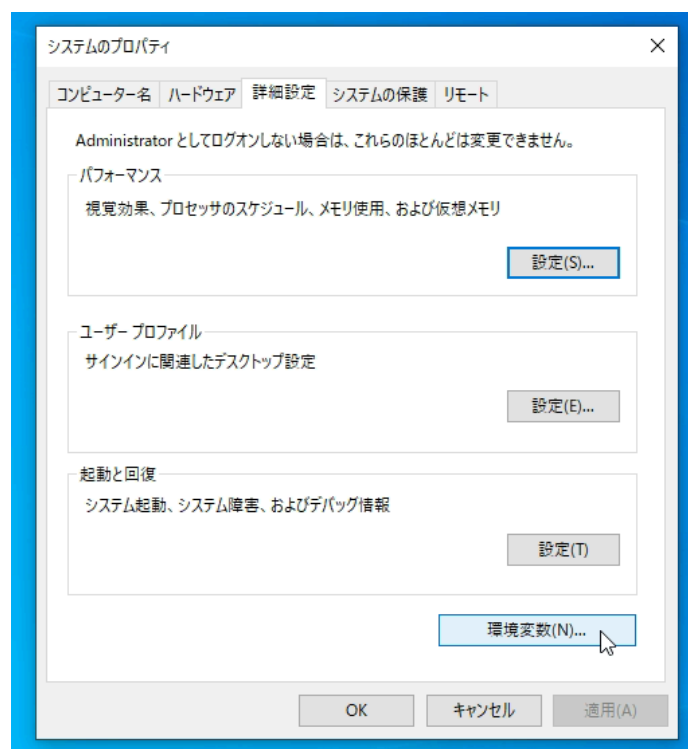 システムのプロパティ
コンピューター名 ハードウェア 詳細設定 システムの保護 リモート
Administrator としてログオンしない場合は、これらのほとんどは変更できません。
パフォーマンス
視覚効果、プロセッサのスケジュール、メモリ使用、および仮想メモリ
設定(S)...
ユーザー プロファイル
サインインに関連したデスクトップ設定
設定(E)...
起動と回復
システム起動、システム障害、およびデバッグ情報
設定(T)
環境変数(N)...
OK キャンセル 適用(A)